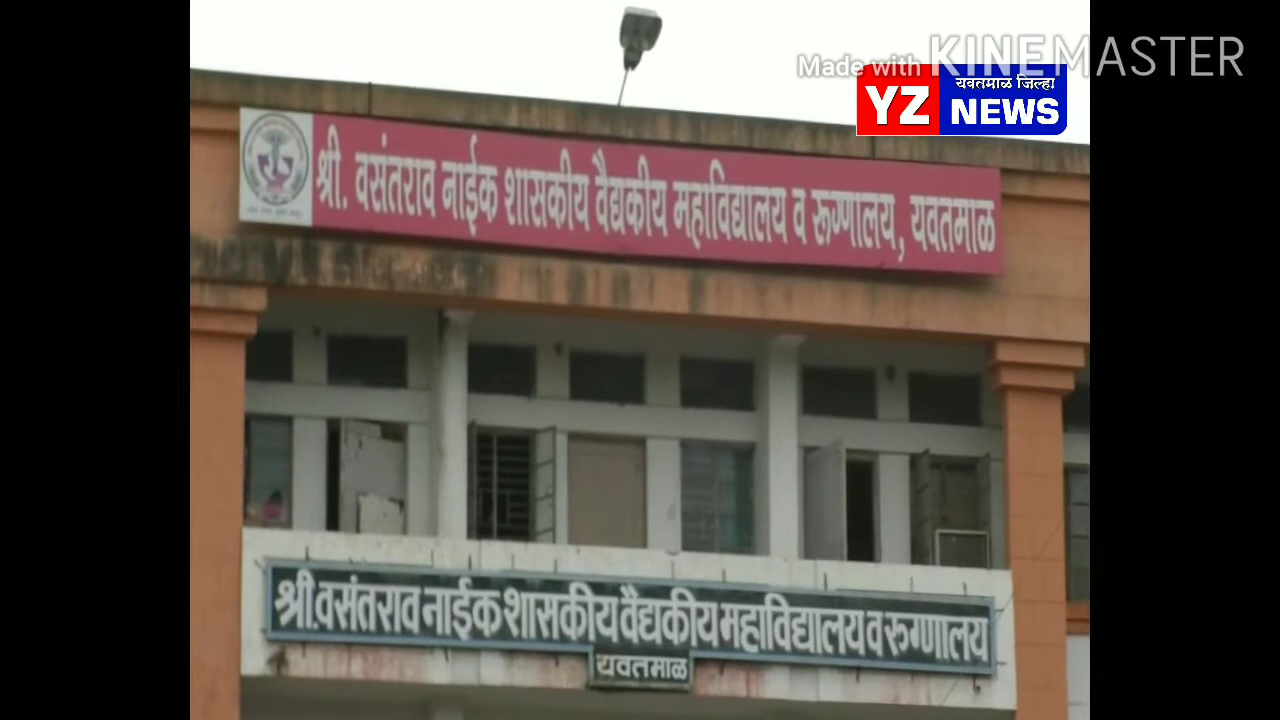 Made with KINEMASTER
यवतमाळ जिल्हा
YZ NEWS
श्री. वसंतराव नाईक शासकीय वैद्यकीय महाविद्यालय व रूग्णालय, यवतमाळ
श्री.वसंतराव नाईक शासकीय वैद्यकीय महाविद्यालय व रुग्णालय
यवतमाळ